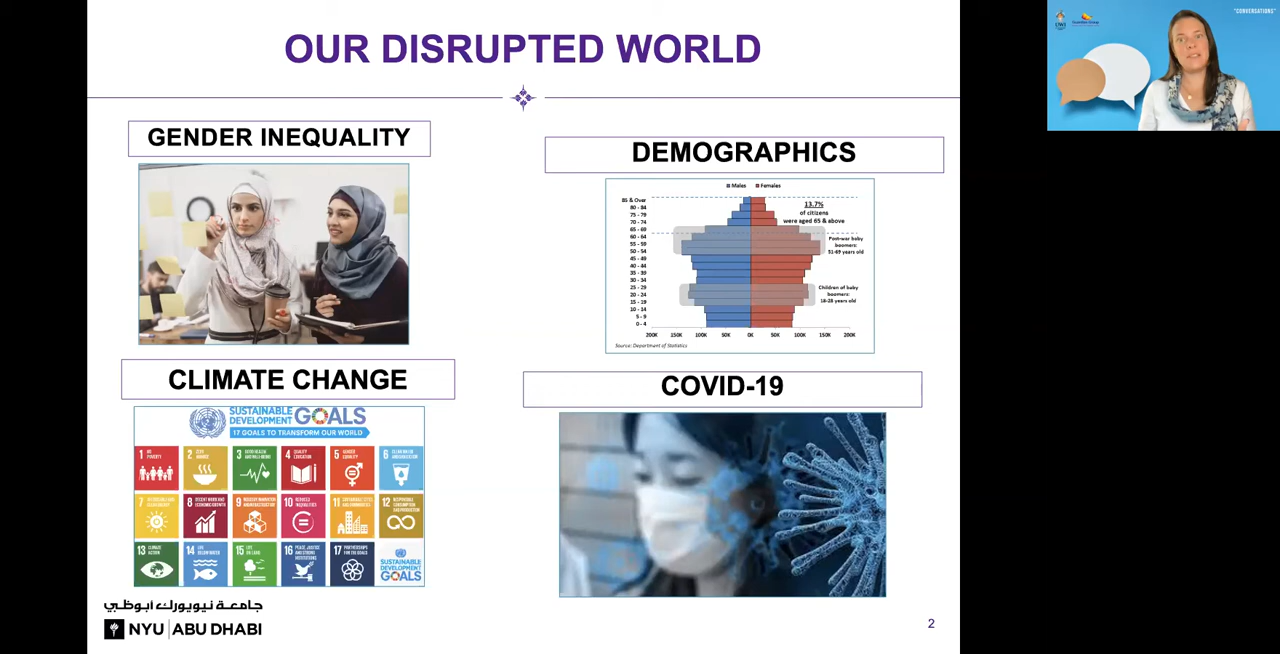 OUR DISRUPTED WORLD
GENDER INEQUALITY
DEMOGRAPHICS
Males Females
85 & Over
80 - 84
75 - 79
70 - 74
65 - 69
60 - 64
55 - 59
50 - 54
45 - 49
40 - 44
35 - 39
30 - 34
25 - 29
20 - 24
15 - 19
10 - 14
5 - 9
0 - 4
13.7%
of citizens
were aged 65 & above
Post-war baby
boomers:
51-69 years old
Children of baby
boomers:
18-28 years old
200K 150K 100K 50K 0K 50K 100K 150K 200K
Source: Department of Statistics
CLIMATE CHANGE
SUSTAINABLE
DEVELOPMENT GOALS
17 GOALS TO TRANSFORM OUR WORLD
1 NO POVERTY
2 ZERO HUNGER
3 GOOD HEALTH AND WELL-BEING
4 QUALITY EDUCATION
5 GENDER EQUALITY
6 CLEAN WATER AND SANITATION
7
8 DECENT WORK AND ECONOMIC GROWTH
9 INDUSTRY, INNOVATION AND INFRASTRUCTURE
10 REDUCED INEQUALITIES
11 SUSTAINABLE CITIES AND COMMUNITIES
12 RESPONSIBLE CONSUMPTION AND PRODUCTION
13 CLIMATE ACTION
14 LIFE BELOW WATER
15 LIFE ON LAND
16 PEACE, JUSTICE AND STRONG INSTITUTIONS
17 PARTNERSHIPS FOR THE GOALS
SUSTAINABLE
DEVELOPMENT
GOALS
COVID-19
جامعة نيويورك أبوظبي
NYU | ABU DHABI
2
"CONVERSATIONS"